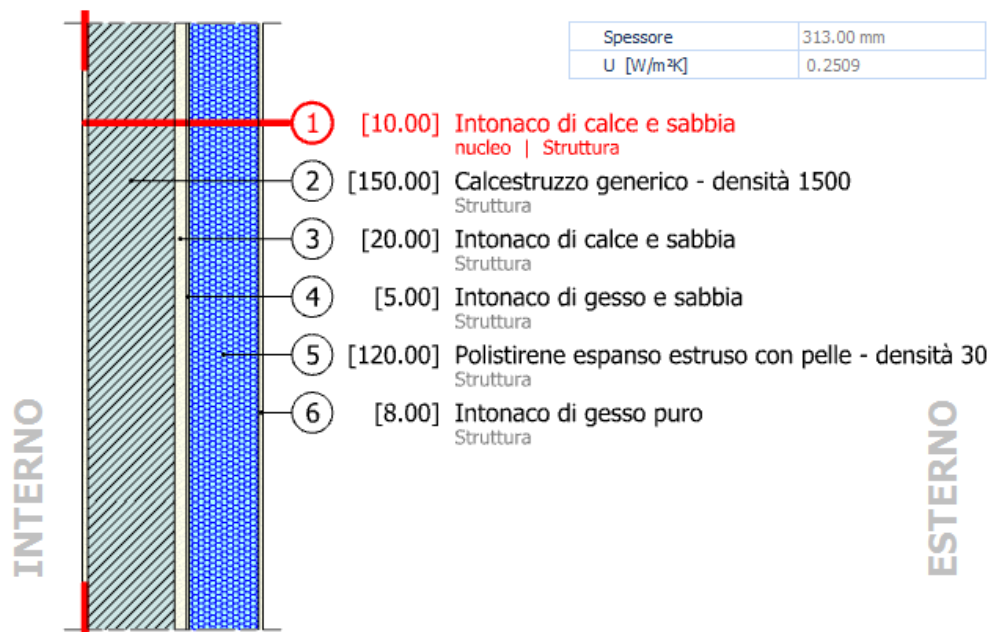 Spessore 313.00 mm
U [W/m²K] 0.2509
1 [10.00] Intonaco di calce e sabbia
nucleo | Struttura
2 [150.00] Calcestruzzo generico - densità 1500
Struttura
3 [20.00] Intonaco di calce e sabbia
Struttura
4 [5.00] Intonaco di gesso e sabbia
Struttura
5 [120.00] Polistirene espanso estruso con pelle - densità 30
Struttura
6 [8.00] Intonaco di gesso puro
Struttura
INTERNO
ESTERNO